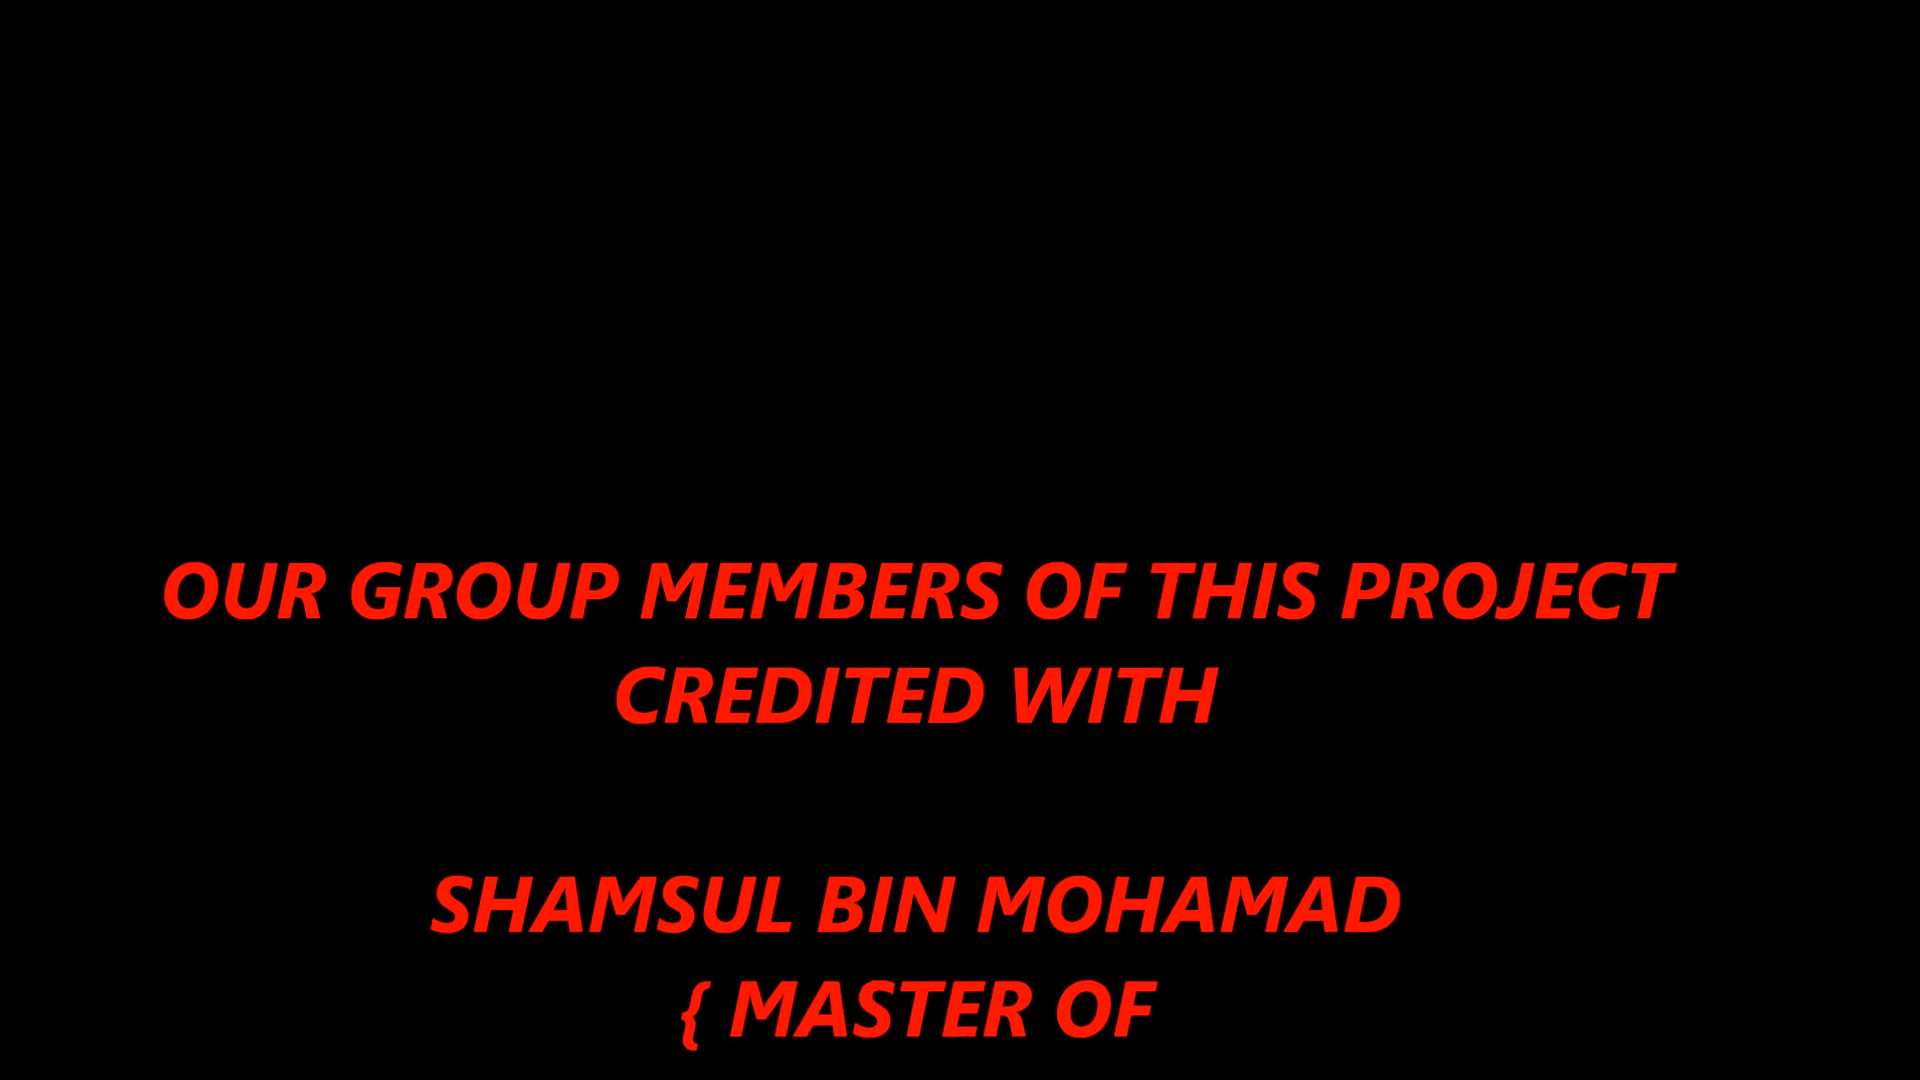 OUR GROUP MEMBERS OF THIS PROJECT
CREDITED WITH
SHAMSUL BIN MOHAMAD
{ MASTER OF